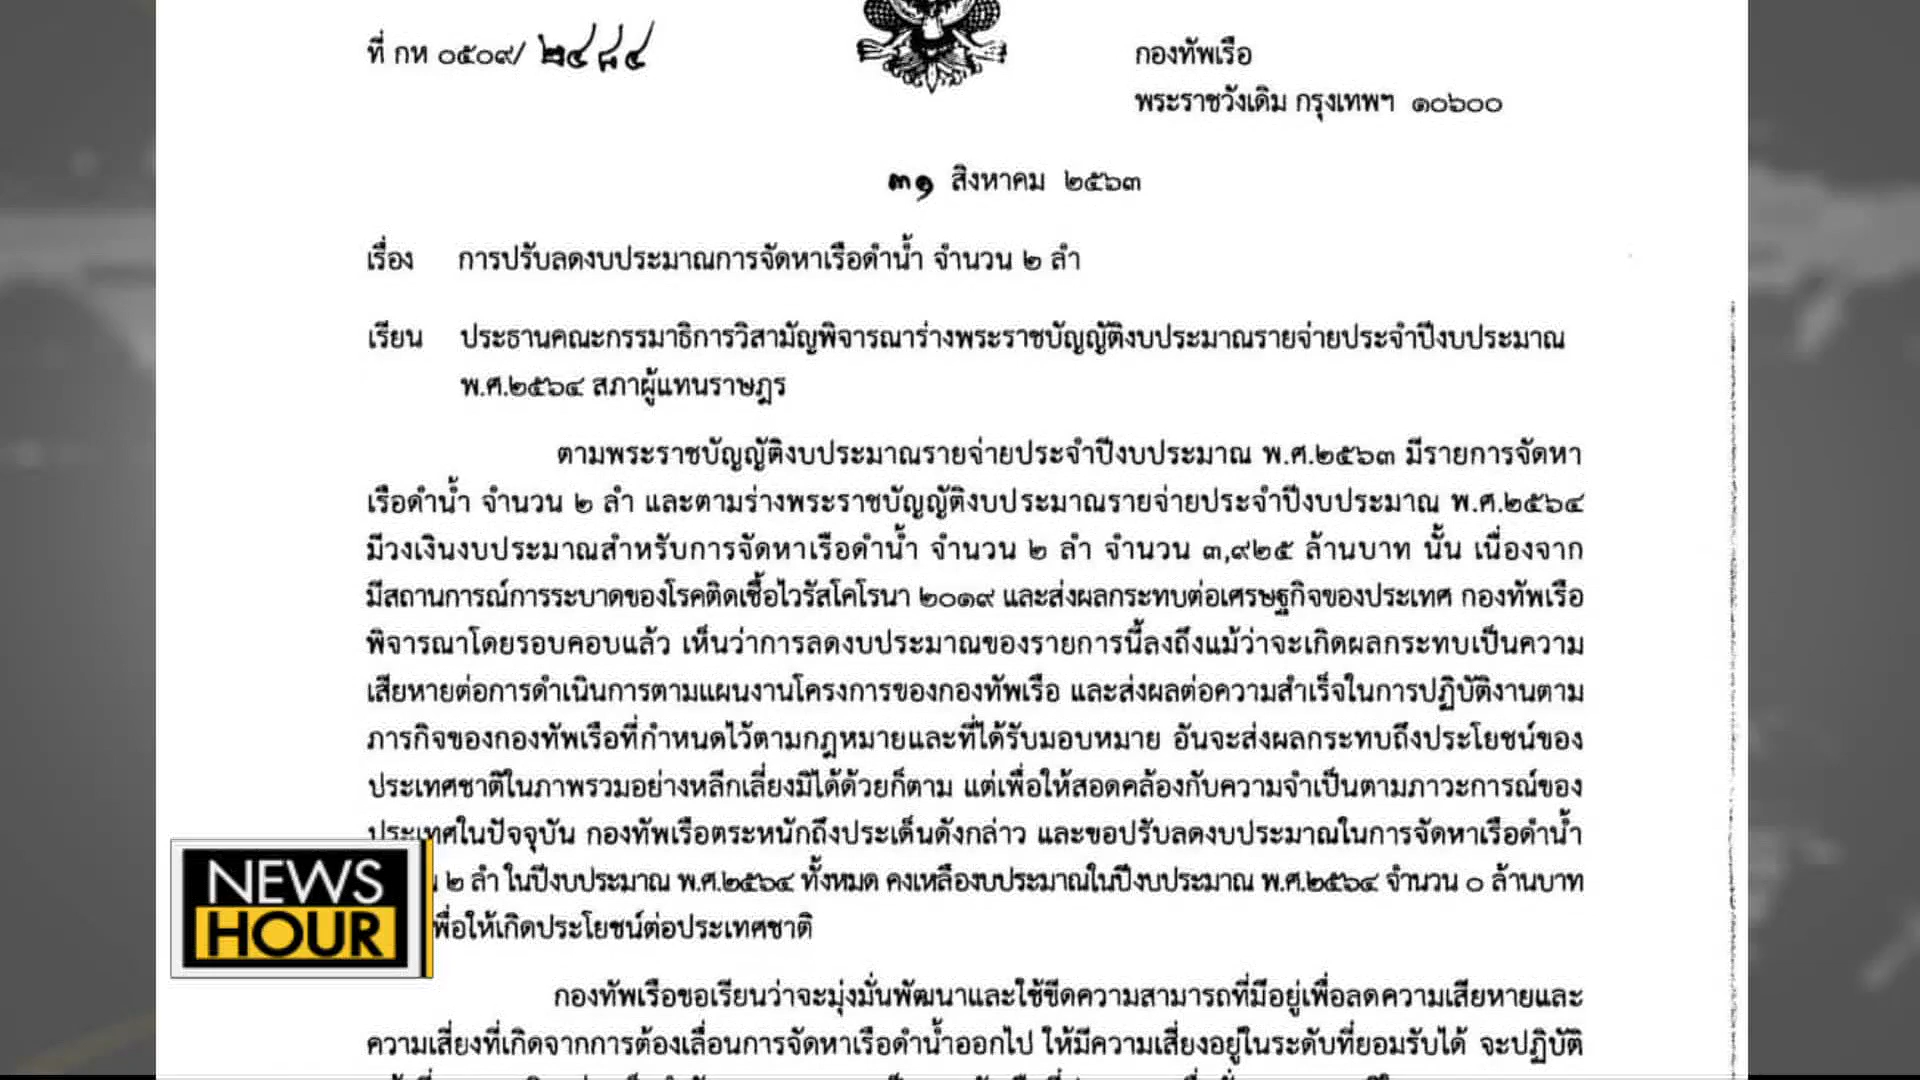 ที่ กห ๐๕๐๙/ ๒๔๘๔
กองทัพเรือ
พระราชวังเดิม กรุงเทพฯ ๑๐๖๐๐
๓๑ สิงหาคม ๒๕๖๓
เรื่อง การปรับลดงบประมาณการจัดหาเรือดำน้ำ จำนวน ๒ ลำ
เรียน ประธานคณะกรรมาธิการวิสามัญพิจารณาร่างพระราชบัญญัติงบประมาณรายจ่ายประจำปีงบประมาณ
พ.ศ.๒๕๖๔ สภาผู้แทนราษฎร
ตามพระราชบัญญัติงบประมาณรายจ่ายประจำปีงบประมาณ พ.ศ.๒๕๖๓ มีรายการจัดหา
เรือดำน้ำ จำนวน ๒ ลำ และตามร่างพระราชบัญญัติงบประมาณรายจ่ายประจำปีงบประมาณ พ.ศ.๒๕๖๔
มีวงเงินงบประมาณสำหรับการจัดหาเรือดำน้ำ จำนวน ๒ ลำ จำนวน ๓,๙๒๕ ล้านบาท นั้น เนื่องจาก
มีสถานการณ์การระบาดของโรคติดเชื้อไวรัสโคโรนา ๒๐๑๙ และส่งผลกระทบต่อเศรษฐกิจของประเทศ กองทัพเรือ
พิจารณาโดยรอบคอบแล้ว เห็นว่าการลดงบประมาณของรายการนี้ลงถึงแม้ว่าจะเกิดผลกระทบเป็นความ
เสียหายต่อการดำเนินการตามแผนงานโครงการของกองทัพเรือ และส่งผลต่อความสำเร็จในการปฏิบัติงานตาม
ภารกิจของกองทัพเรือที่กำหนดไว้ตามกฎหมายและที่ได้รับมอบหมาย อันจะส่งผลกระทบถึงประโยชน์ของ
ประเทศชาติในภาพรวมอย่างหลีกเลี่ยงมิได้ด้วยก็ตาม แต่เพื่อให้สอดคล้องกับความจำเป็นตามภาวะการณ์ของ
ประเทศในปัจจุบัน กองทัพเรือตระหนักถึงประเด็นดังกล่าว และขอปรับลดงบประมาณในการจัดหาเรือดำน้ำ
๒ ลำ ในปีงบประมาณ พ.ศ.๒๕๖๔ ทั้งหมด คงเหลืองบประมาณในปีงบประมาณ พ.ศ.๒๕๖๔ จำนวน ๐ ล้านบาท
พื่อให้เกิดประโยชน์ต่อประเทศชาติ
NEWS
HOUR
กองทัพเรือขอเรียนว่าจะมุ่งมั่นพัฒนาและใช้ขีดความสามารถที่มีอยู่เพื่อลดความเสียหายและ
ความเสี่ยงที่เกิดจากการต้องเลื่อนการจัดหาเรือดำน้ำออกไป ให้มีความเสี่ยงอยู่ในระดับที่ยอมรับได้ จะปฏิบัติ